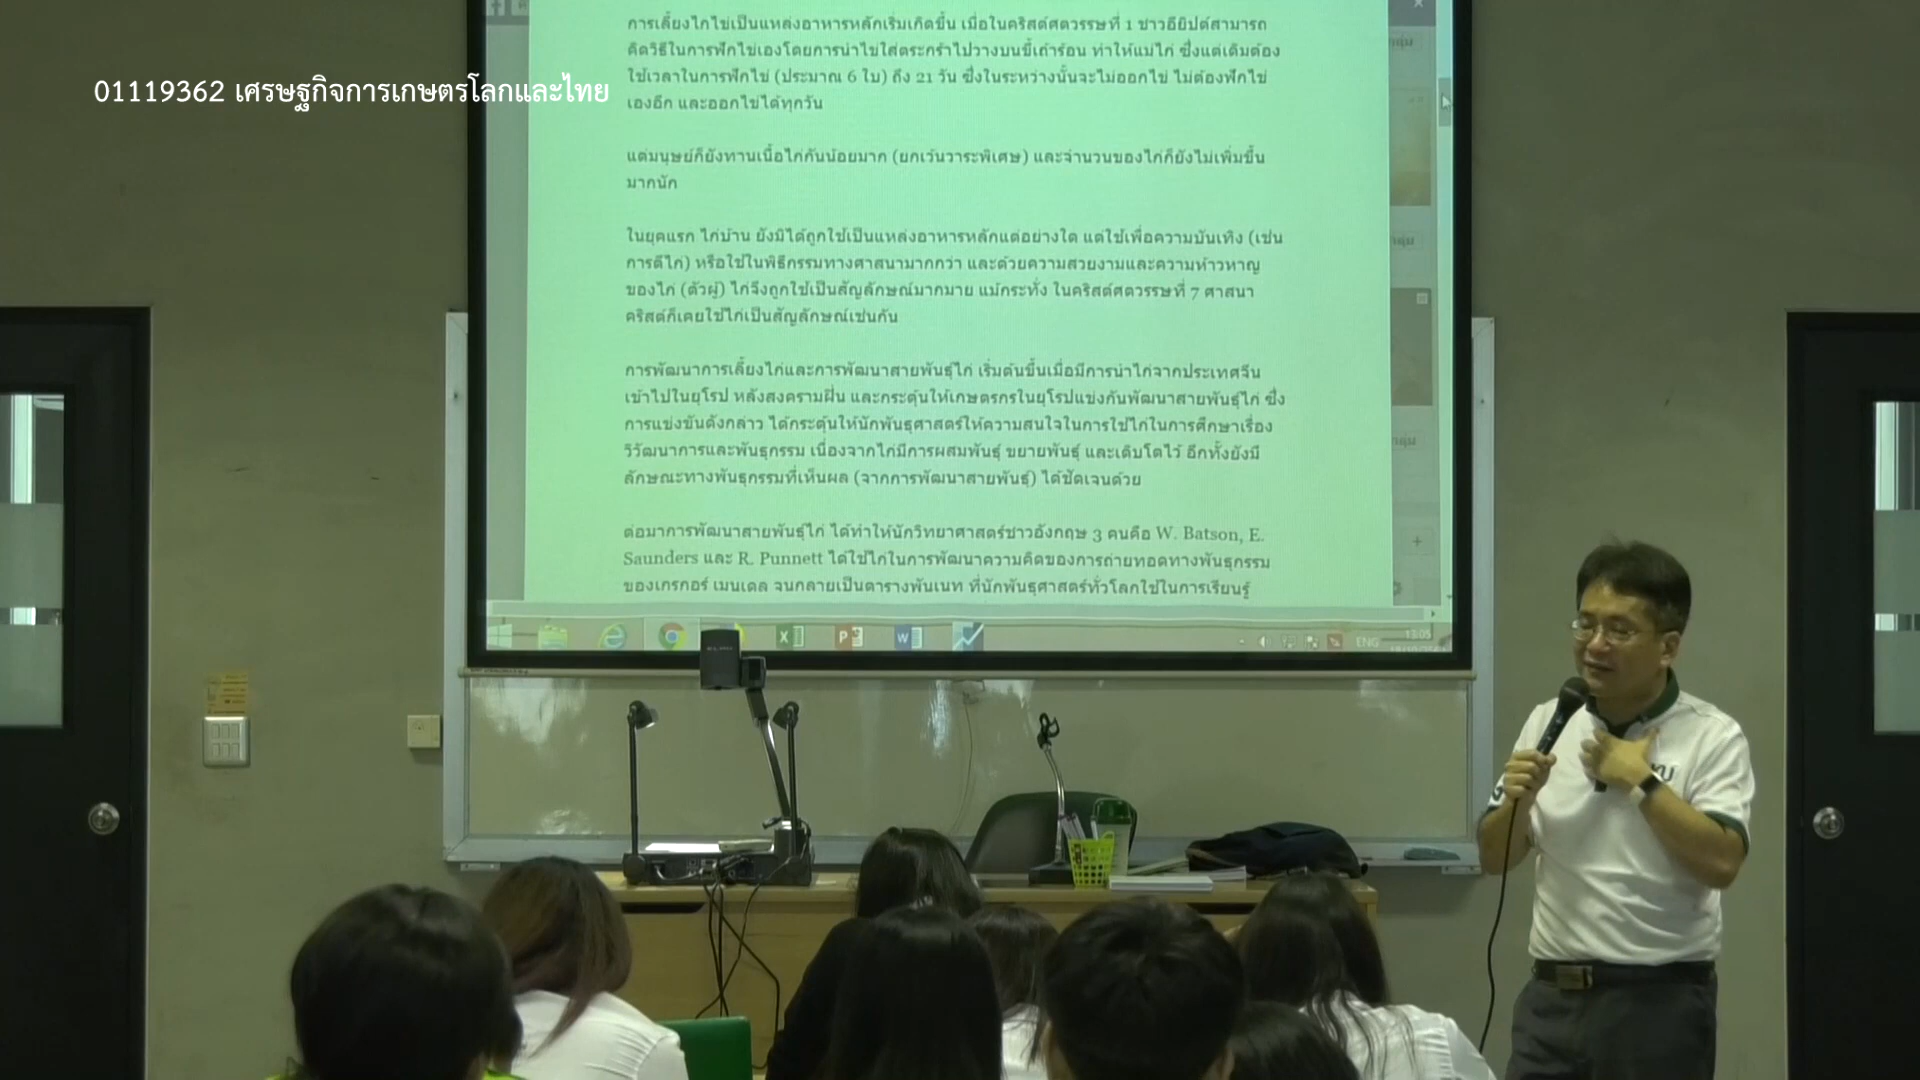 01119362 เศรษฐกิจการเกษตรโลกและไทย
การเลี้ยงไก่ไข่เป็นแหล่งอาหารหลักเริ่มเกิดขึ้น เมื่อในคริสต์ศตวรรษที่ 1 ชาวอียิปต์สามารถ
คิดวิธีในการฟักไข่เองโดยการนำไข่ใส่ตระกร้าไปวางบนขี้เถ้าร้อน ทำให้แม่ไก่ ซึ่งแต่เดิมต้อง
ใช้เวลาในการฟักไข่ (ประมาณ 6 ใบ) ถึง 21 วัน ซึ่งในระหว่างนั้นจะไม่ออกไข่ ไม่ต้องฟักไข่
เองอีก และออกไข่ได้ทุกวัน
แต่มนุษย์ก็ยังทานเนื้อไก่กันน้อยมาก (ยกเว้นวาระพิเศษ) และจำนวนของไก่ก็ยังไม่เพิ่มขึ้น
มากนัก
ในยุคแรก ไก่บ้าน ยังมิได้ถูกใช้เป็นแหล่งอาหารหลักแต่อย่างใด แต่ใช้เพื่อความบันเทิง (เช่น
การตีไก่) หรือใช้ในพิธีกรรมทางศาสนามากกว่า และด้วยความสวยงามและความห้าวหาญ
ของไก่ (ตัวผู้) ไก่จึงถูกใช้เป็นสัญลักษณ์มากมาย แม้กระทั่ง ในคริสต์ศตวรรษที่ 7 ศาสนา
คริสต์ก็เคยใช้ไก่เป็นสัญลักษณ์เช่นกัน
การพัฒนาการเลี้ยงไก่และการพัฒนาสายพันธุ์ไก่ เริ่มต้นขึ้นเมื่อมีการนำไก่จากประเทศจีน
เข้าไปในยุโรป หลังสงครามฝิ่น และกระตุ้นให้เกษตรกรในยุโรปแข่งกันพัฒนาสายพันธุ์ไก่ ซึ่ง
การแข่งขันดังกล่าว ได้กระตุ้นให้นักพันธุศาสตร์ให้ความสนใจในการใช้ไก่ในการศึกษาเรื่อง
วิวัฒนาการและพันธุกรรม เนื่องจากไก่มีการผสมพันธุ์ ขยายพันธุ์ และเติบโตไว้ อีกทั้งยังมี
ลักษณะทางพันธุกรรมที่เห็นผล (จากการพัฒนาสายพันธุ์) ได้ชัดเจนด้วย
ต่อมาการพัฒนาสายพันธุ์ไก่ ได้ทำให้นักวิทยาศาสตร์ชาวอังกฤษ 3 คนคือ W. Batson, E.
Saunders และ R. Punnett ได้ใช้ไก่ในการพัฒนาความคิดของการถ่ายทอดทางพันธุกรรม
ของเกรกอร์ เมนเดล จนกลายเป็นตารางพันเนท ที่นักพันธุศาสตร์ทั่วโลกใช้ในการเรียนรู้
ENG
13:05